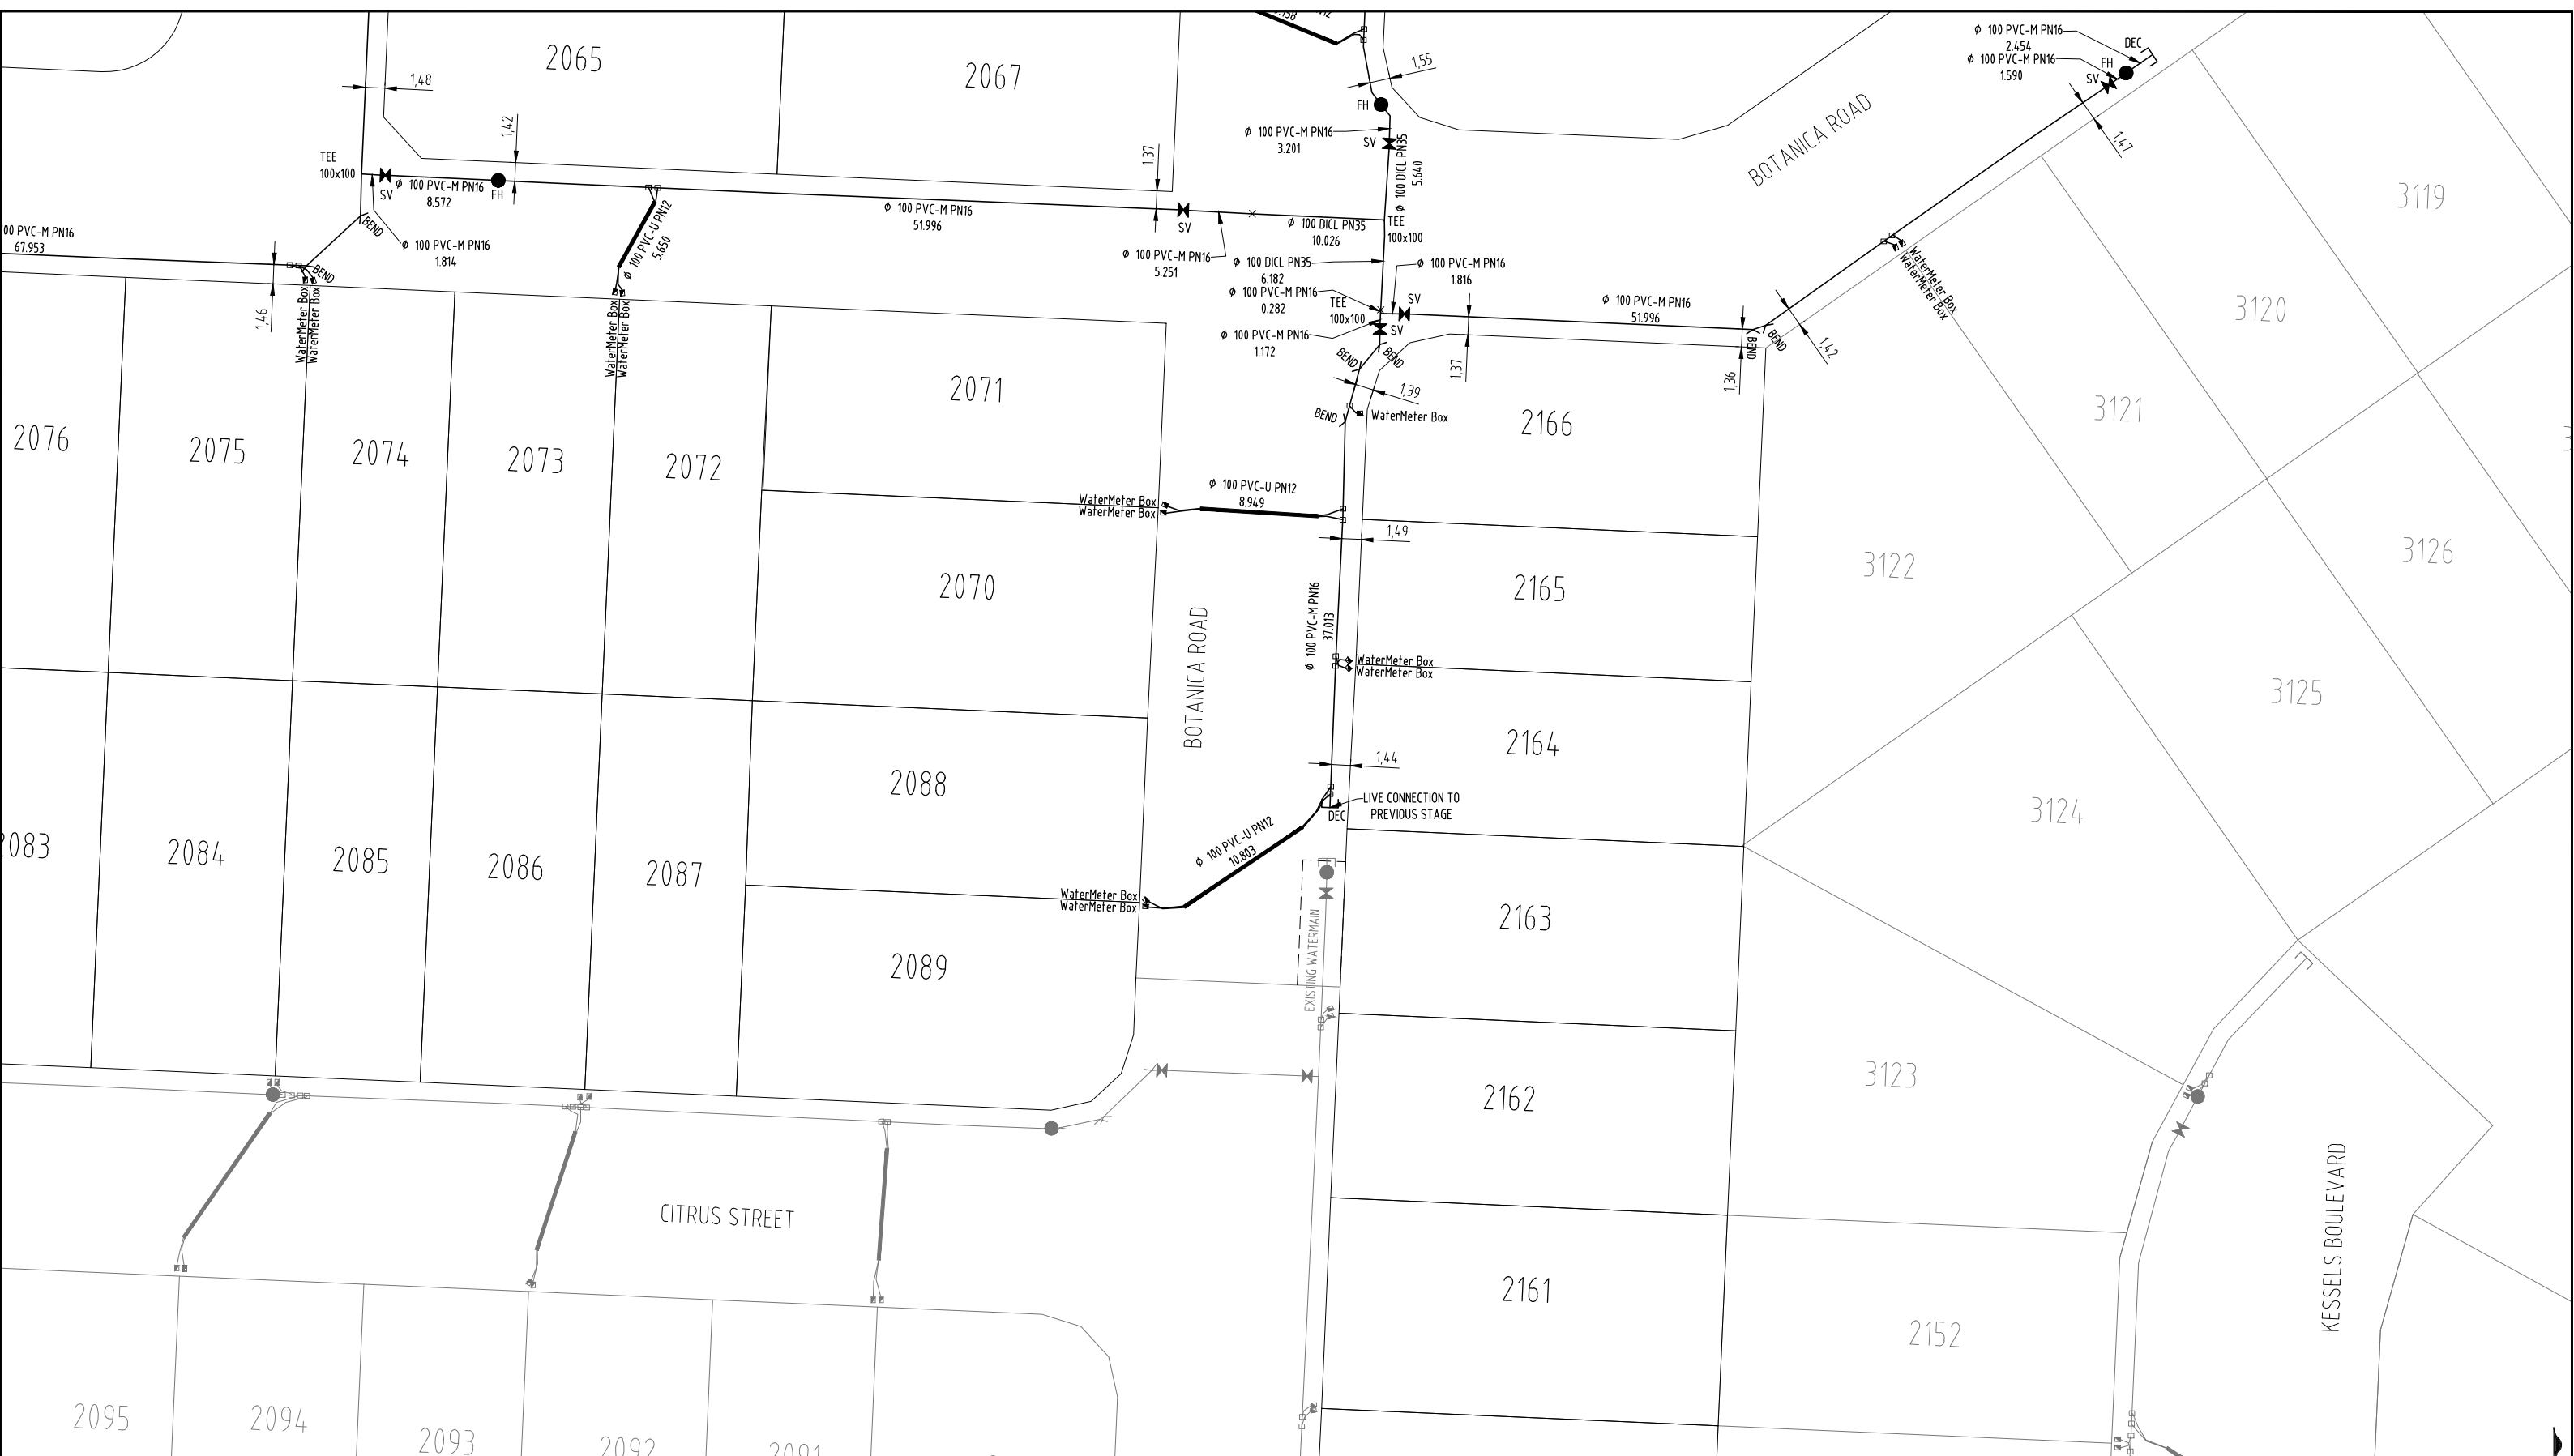 2065
2067
1,48
1,42
1,37
1,55
TEE
100x100
SV
Ø 100 PVC-M PN16
8.572
FH
BEND
Ø 100 PVC-M PN16
1.814
67.953
BEND
1,46
WaterMeter Box
WaterMeter Box
Ø 100 PVC-U PN12
5.650
WaterMeter Box
WaterMeter Box
Ø 100 PVC-M PN16
51.996
SV
Ø 100 PVC-M PN16
5.251
Ø 100 DICL PN35
10.026
TEE
100x100
FH
Ø 100 PVC-M PN16
3.201
SV
Ø 100 DICL PN35
5.640
Ø 100 DICL PN35
6.182
Ø 100 PVC-M PN16
0.282
TEE
100x100
Ø 100 PVC-M PN16
1.172
SV
Ø 100 PVC-M PN16
1.816
SV
Ø 100 PVC-M PN16
51.996
BEND
BEND
1,39
BEND
WaterMeter Box
1,37
1,36
BEND
BEND
1,42
BOTANICA ROAD
Ø 100 PVC-M PN16
2.454
Ø 100 PVC-M PN16
1.590
DEC
FH
SV
1,47
WaterMeter Box
WaterMeter Box
3119
3120
3121
3122
3126
3125
3124
3123
2076
2075
2074
2073
2072
2071
2070
WaterMeter Box
WaterMeter Box
Ø 100 PVC-U PN12
8.949
1,49
2166
2165
Ø 100 PVC-M PN16
37.013
WaterMeter Box
WaterMeter Box
BOTANICA ROAD
2164
1,44
LIVE CONNECTION TO
PREVIOUS STAGE
DEC
Ø 100 PVC-U PN12
10.803
WaterMeter Box
WaterMeter Box
2084
2085
2086
2087
2088
2089
EXISTING WATERMAIN
2163
2162
2161
2152
CITRUS STREET
KESSELS BOULEVARD
2095
2094
2093